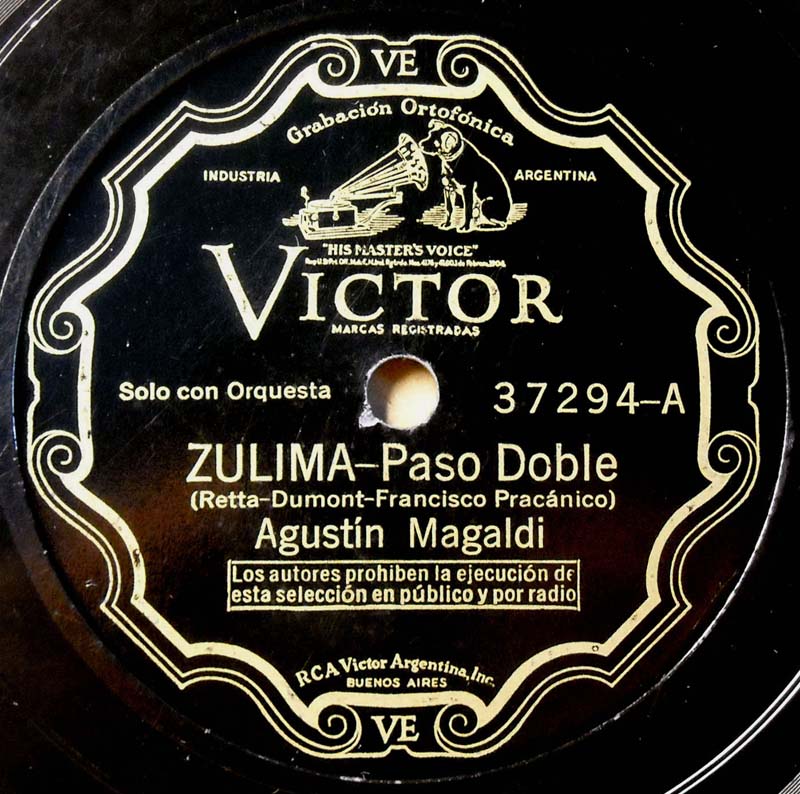 VE
Grabación Ortofónica
INDUSTRIA ARGENTINA
"HIS MASTER'S VOICE"
VICTOR
MARCAS REGISTRADAS
Solo con Orquesta 37294-A
ZULIMA-Paso Doble
(Retta-Dumont-Francisco Pracánico)
Agustín Magaldi
Los autores prohiben la ejecución de
esta selección en público y por radio
RCA Victor Argentina, Inc.
BUENOS AIRES
VE